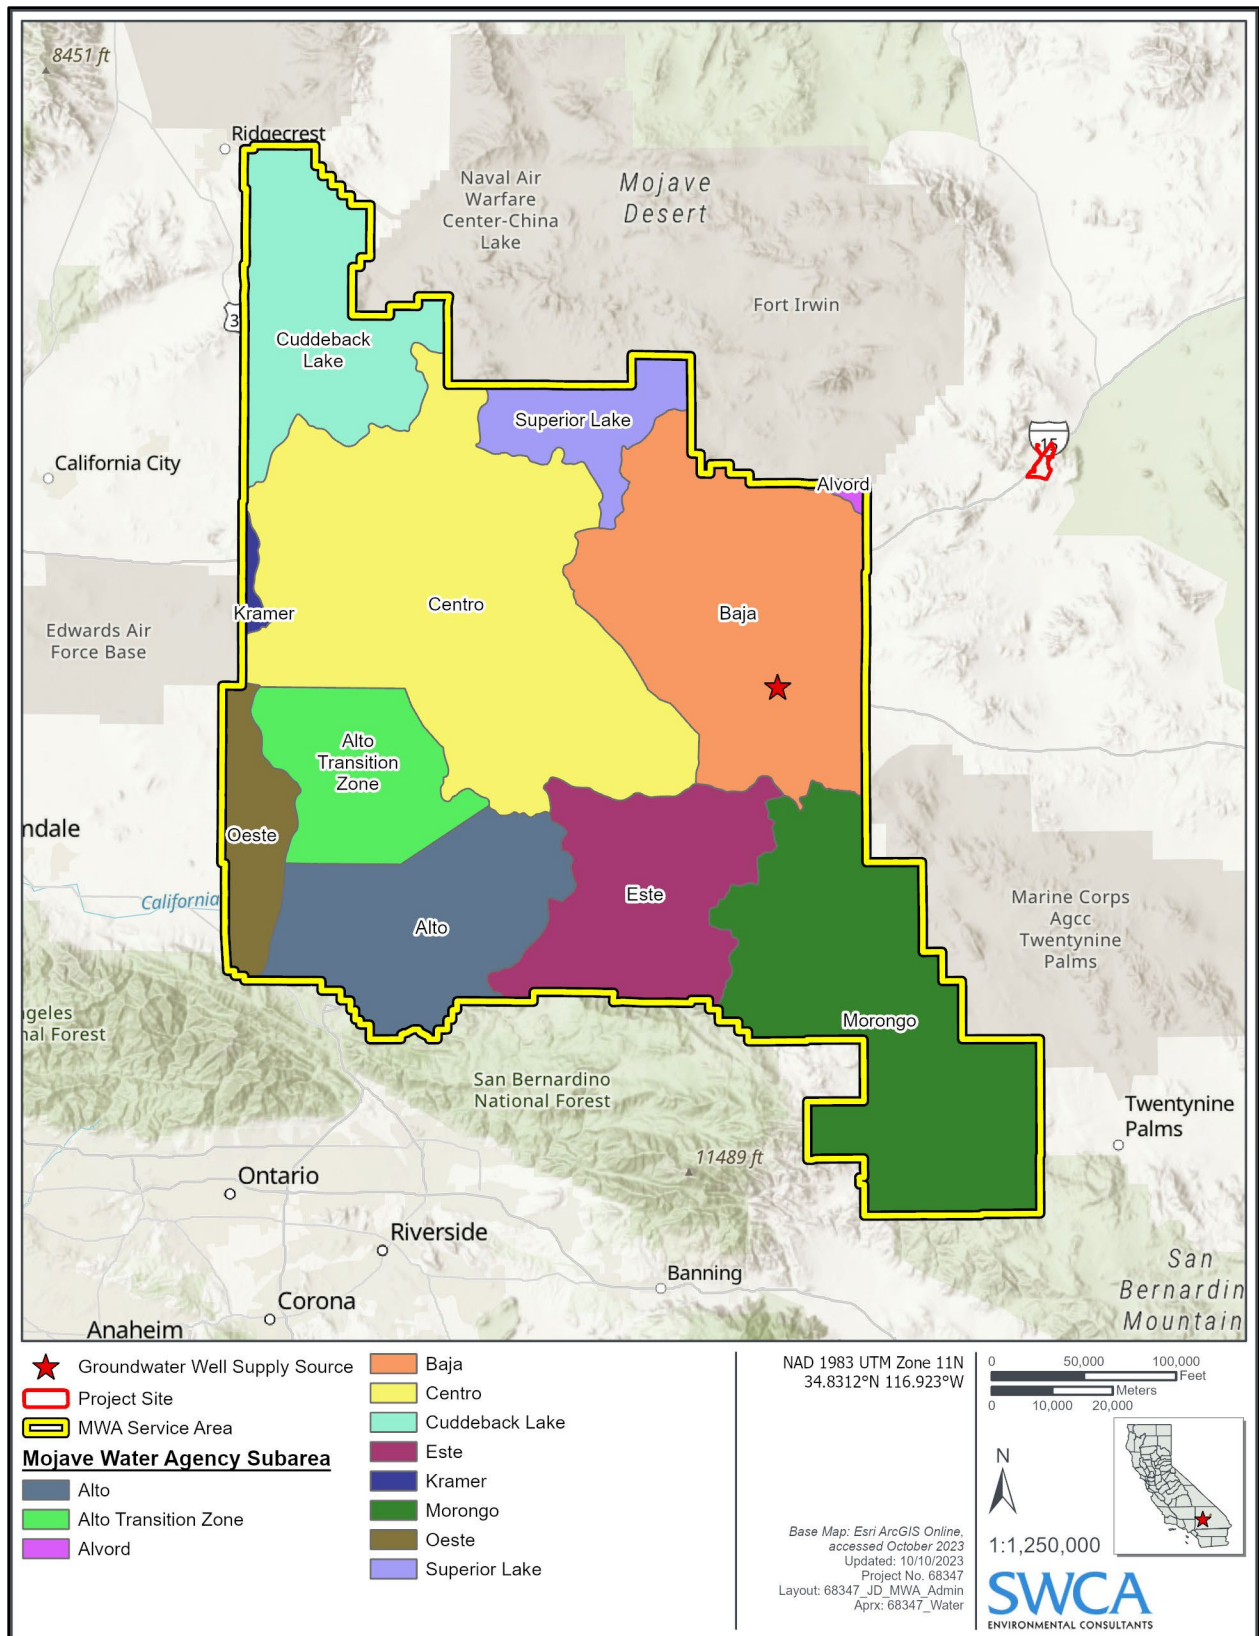 8451 ft
Ridgecrest
Naval Air
Warfare
Center-China
Lake
Mojave
Desert
Fort Irwin
3
Cuddeback
Lake
Superior Lake
15
California City
Alvord
Kramer
Centro
Baja
Edwards Air
Force Base
Alto
Transition
Zone
Oeste
ndale
California
Este
Alto
Marine Corps
Agcc
Twentynine
Palms
Morongo
ngeles
nal Forest
San Bernardino
National Forest
Twentynine
Palms
11489 ft
Ontario
Riverside
Banning
Corona
Anaheim
San
Bernardin
Mountain
Groundwater Well Supply Source
Project Site
MWA Service Area
Mojave Water Agency Subarea
Alto
Alto Transition Zone
Alvord
Baja
Centro
Cuddeback Lake
Este
Kramer
Morongo
Oeste
Superior Lake
NAD 1983 UTM Zone 11N
34.8312°N 116.923°W
Base Map: Esri ArcGIS Online,
accessed October 2023
Updated: 10/10/2023
Project No. 68347
Layout: 68347_JD_MWA_Admin
Aprx: 68347_Water
0 50,000 100,000
Feet
Meters
0 10,000 20,000
N
1:1,250,000
SWCA
ENVIRONMENTAL CONSULTANTS